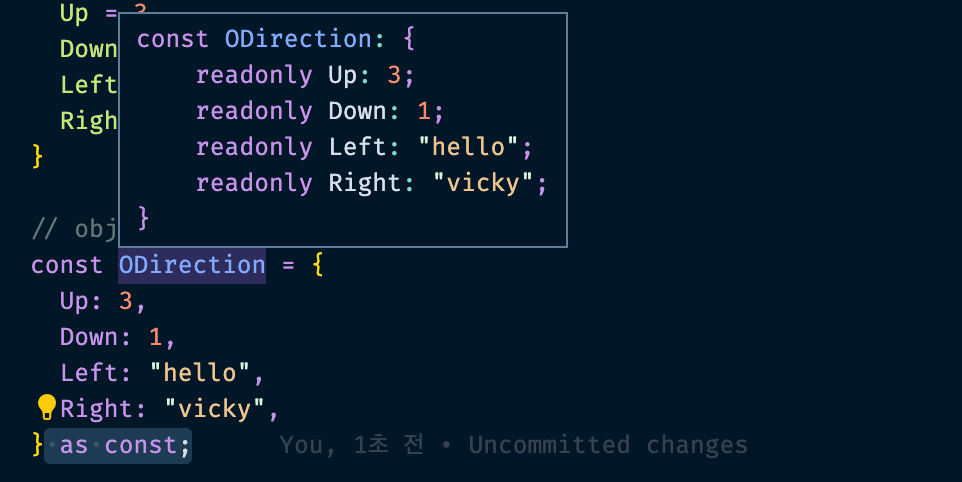 Up = 3
const ODirection: {
Down
readonly Up: 3;
Left
readonly Down: 1;
Righ
readonly Left: "hello";
}
readonly Right: "vicky";
}
// obj
const ODirection = {
Up: 3,
Down: 1,
Left: "hello",
Right: "vicky",
} as const;
You, 1초 전 • Uncommitted changes